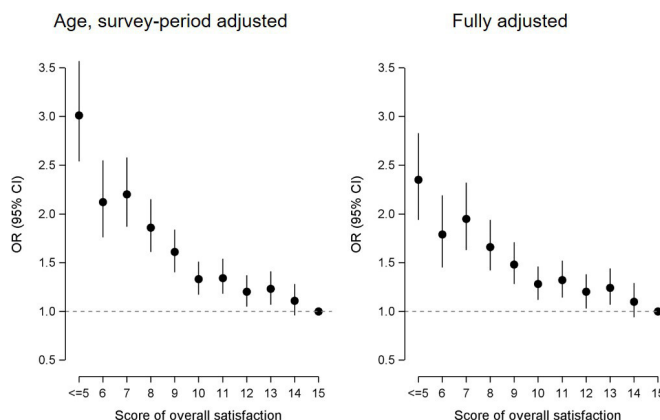 Age, survey-period adjusted
Fully adjusted
OR (95% CI)
3.5
3.0
2.5
2.0
1.5
1.0
0.5
<=5 6 7 8 9 10 11 12 13 14 15
Score of overall satisfaction
OR (95% CI)
3.5
3.0
2.5
2.0
1.5
1.0
0.5
<=5 6 7 8 9 10 11 12 13 14 15
Score of overall satisfaction